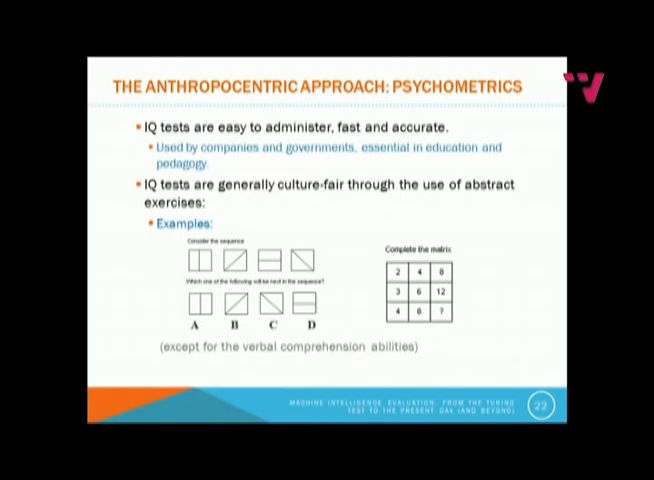 THE ANTHROPOCENTRIC APPROACH: PSYCHOMETRICS
IQ tests are easy to administer, fast and accurate.
Used by companies and governments, essential in education and
pedagogy.
IQ tests are generally culture-fair through the use of abstract
exercises:
Examples:
Consider the sequence
Which one of the following will be next in the sequence?
A B C D
Complete the matrix
2 4 8
3 6 12
4 8 ?
(except for the verbal comprehension abilities)
MACHINE INTELLIGENCE EVALUATION: FROM THE TURING
TEST TO THE PRESENT DAY (AND BEYOND)
22